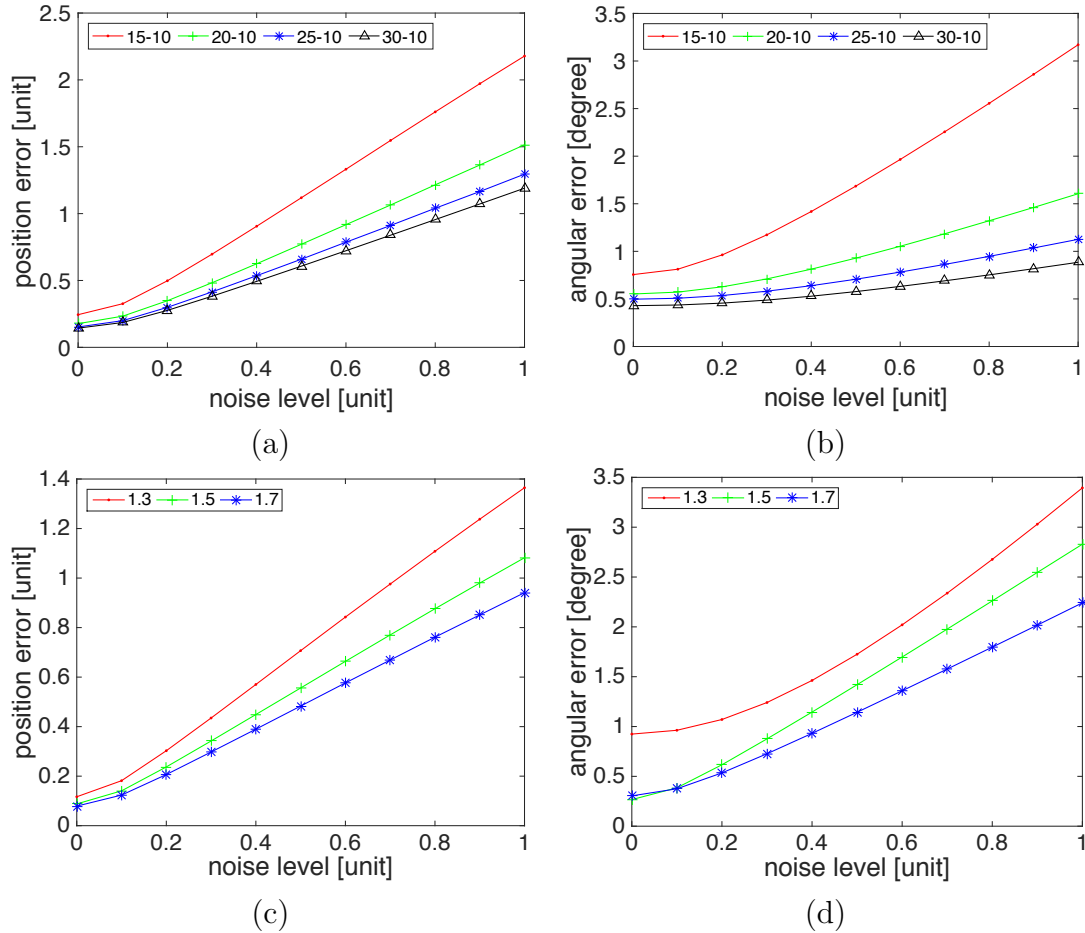 2.5
2
1.5
1
0.5
0
position error [unit]
15-10 20-10 25-10 30-10
0 0.2 0.4 0.6 0.8 1
noise level [unit]
(a)
3.5
3
2.5
2
1.5
1
0.5
0
angular error [degree]
15-10 20-10 25-10 30-10
0 0.2 0.4 0.6 0.8 1
noise level [unit]
(b)
1.4
1.2
1
0.8
0.6
0.4
0.2
0
position error [unit]
1.3 1.5 1.7
0 0.2 0.4 0.6 0.8 1
noise level [unit]
(c)
3.5
3
2.5
2
1.5
1
0.5
0
angular error [degree]
1.3 1.5 1.7
0 0.2 0.4 0.6 0.8 1
noise level [unit]
(d)